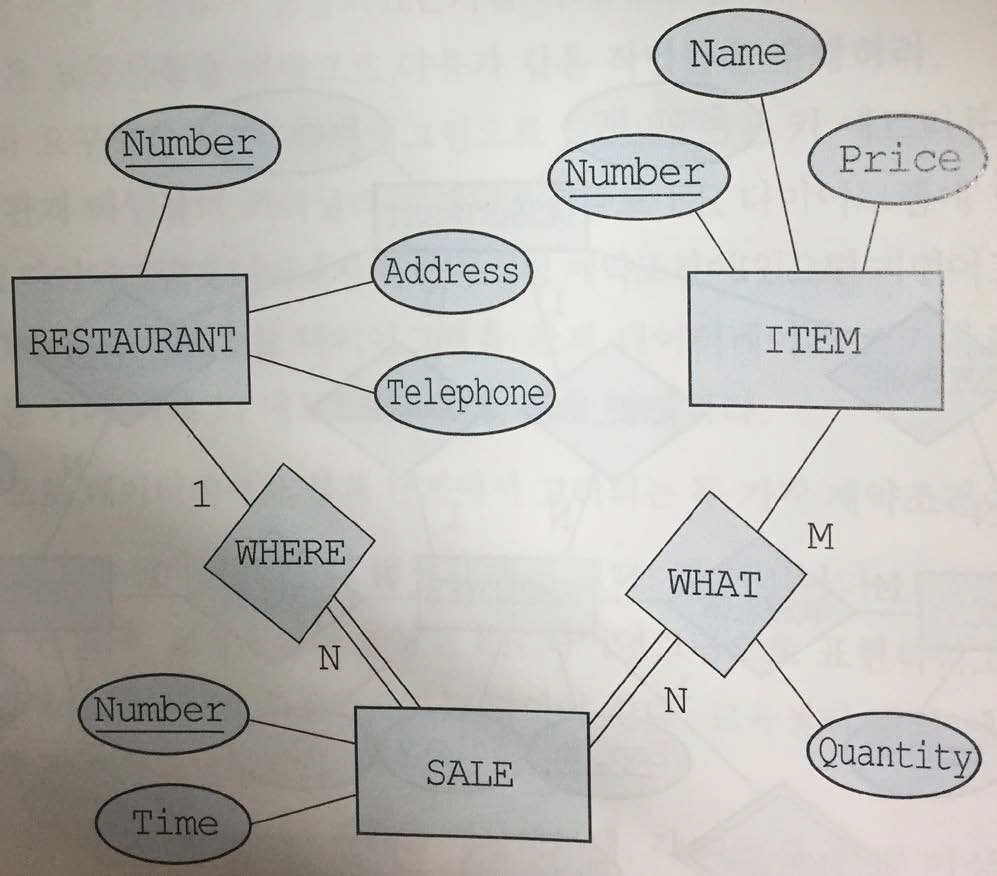 Name
Number
Number
Price
Address
RESTAURANT
ITEM
Telephone
1
M
WHERE
WHAT
N
N
Number
SALE
Quantity
Time